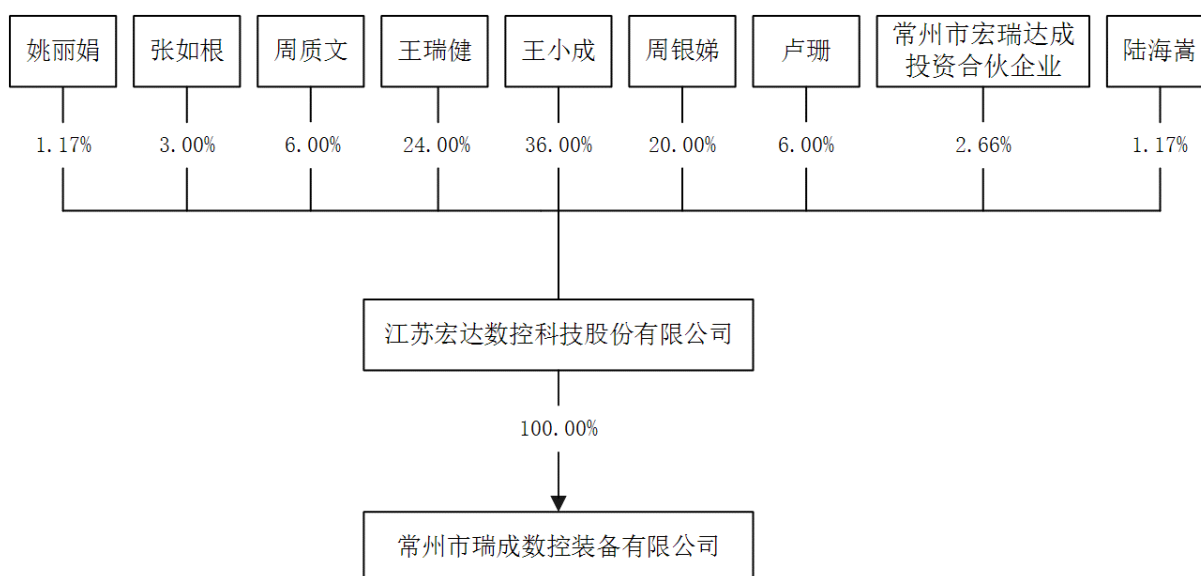 姚丽娟
张如根
周质文
王瑞健
王小成
周银娣
卢珊
常州市宏瑞达成
投资合伙企业
陆海嵩
1.17%
3.00%
6.00%
24.00%
36.00%
20.00%
6.00%
2.66%
1.17%
江苏宏达数控科技股份有限公司
100.00%
常州市瑞成数控装备有限公司